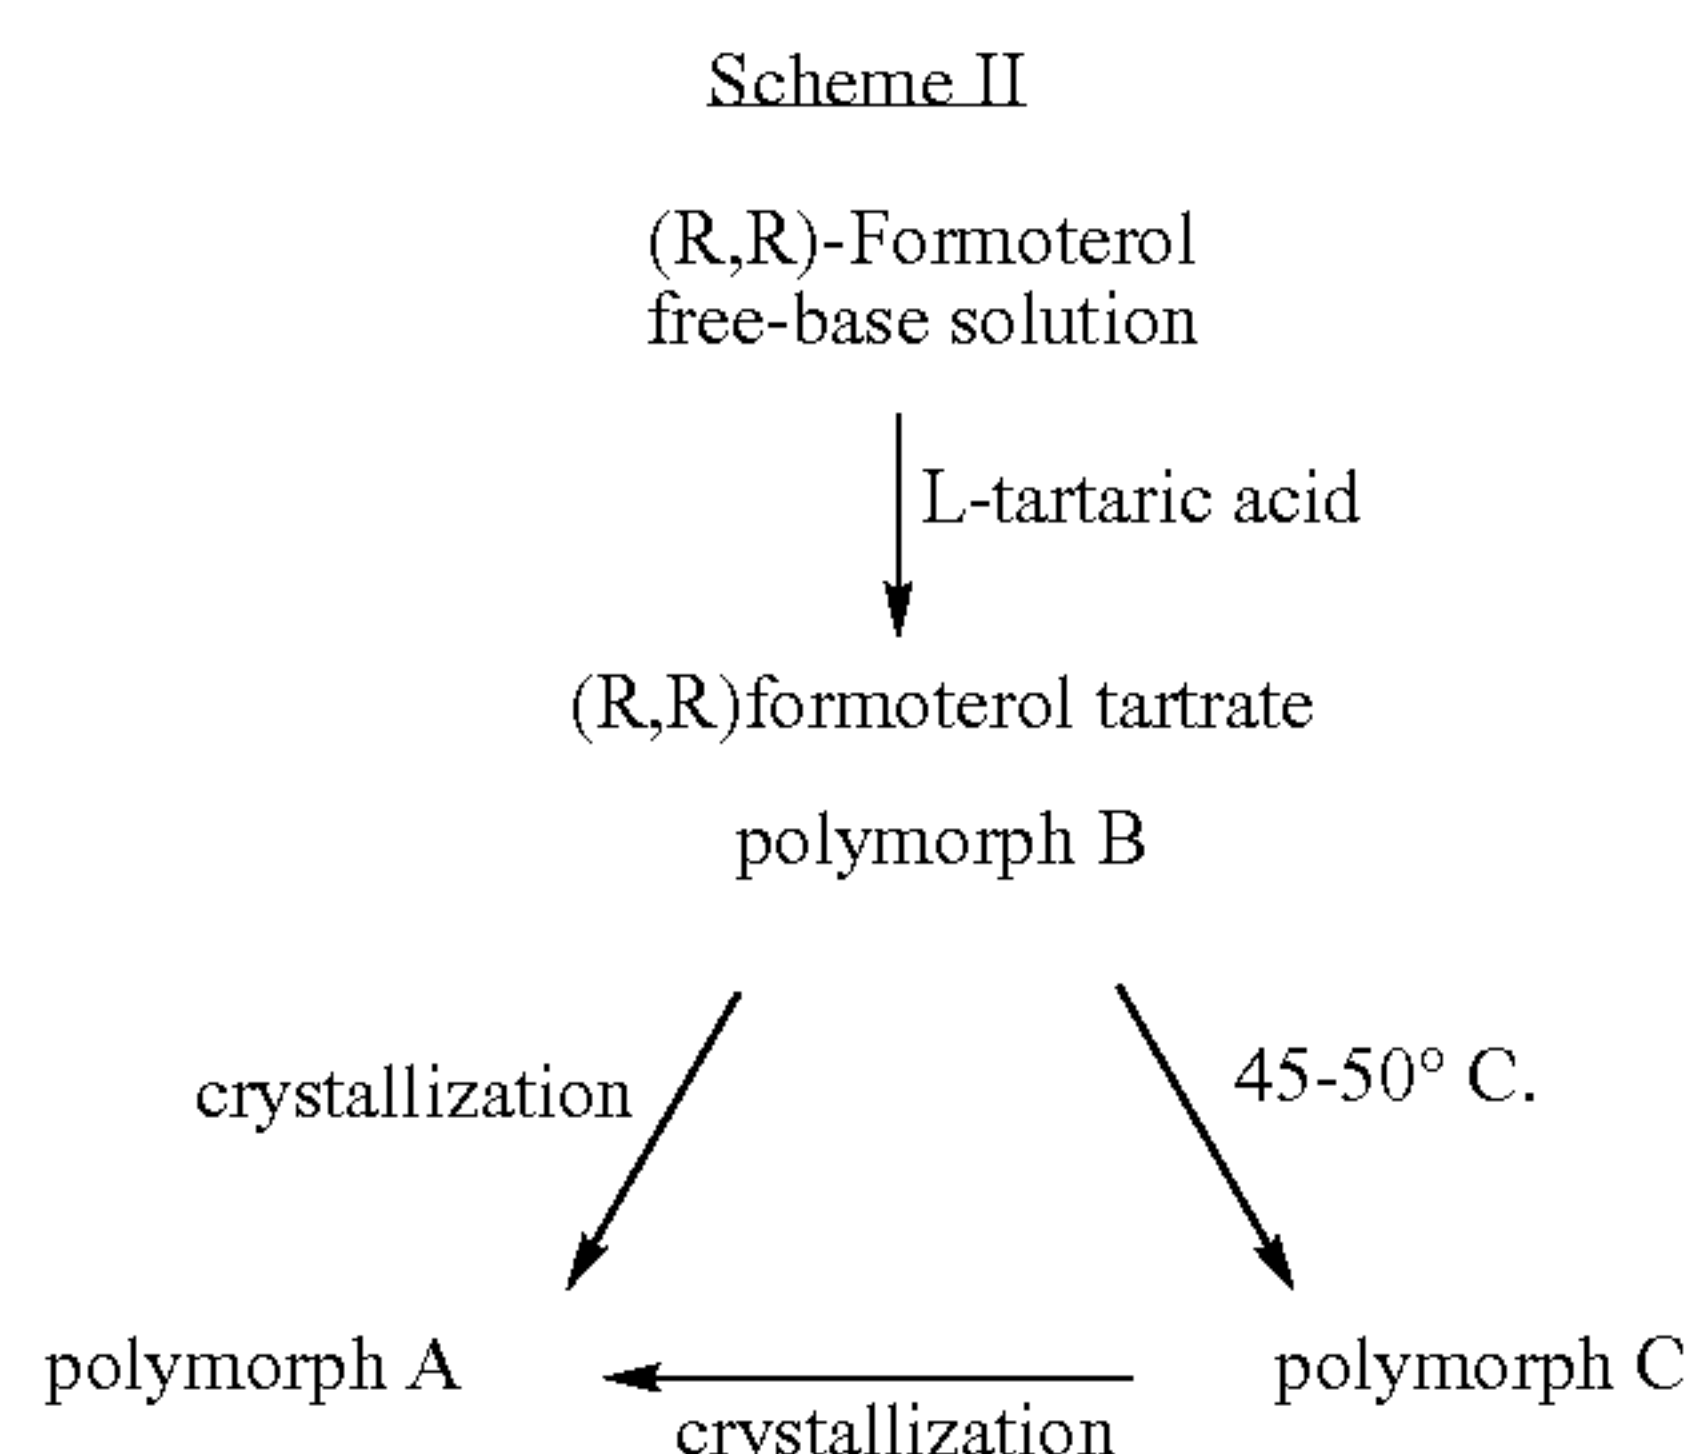 Scheme II
(R,R)-Formoterol
free-base solution
L-tartaric acid
(R,R)formoterol tartrate
polymorph B
crystallization
45-50° C.
polymorph A
polymorph C
crystallization